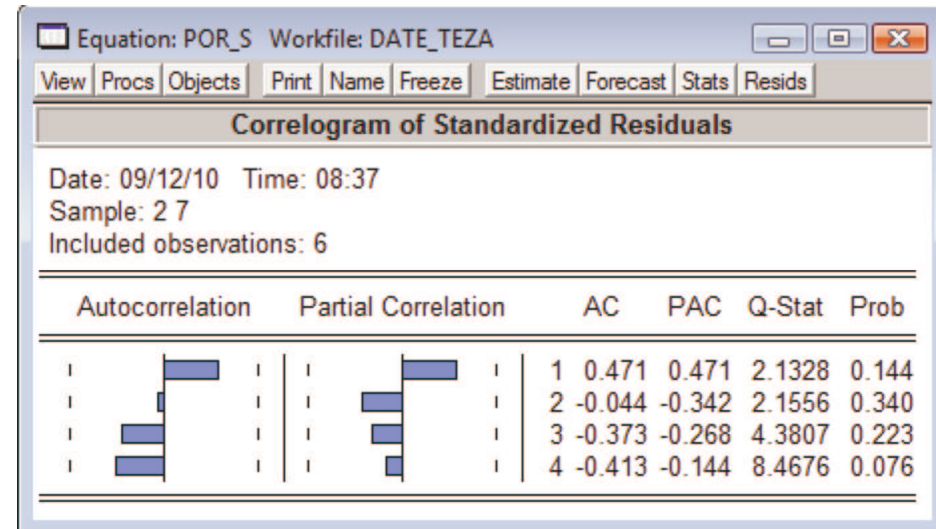 Equation: POR_S Workfile: DATE_TEZA
View Procs Objects Print Name Freeze Estimate Forecast Stats Resids
Correlogram of Standardized Residuals
Date: 09/12/10 Time: 08:37
Sample: 2 7
Included observations: 6
Autocorrelation Partial Correlation AC PAC Q-Stat Prob
1 0.471 0.471 2.1328 0.144
2 -0.044 -0.342 2.1556 0.340
3 -0.373 -0.268 4.3807 0.223
4 -0.413 -0.144 8.4676 0.076